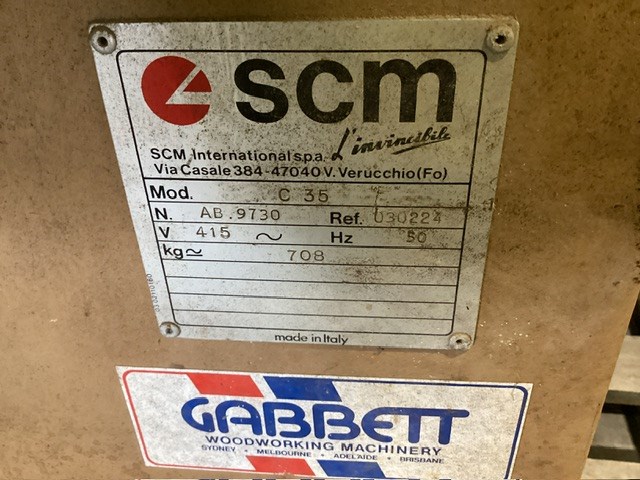 scm
L'invincibile
SCM International s.p.a.
Via Casale 384-47040 V. Verucchio (Fo)
Mod. C 35
N. AB.9730 Ref. 030224
V 415 ~ Hz 50
kg≃ 708
made in Italy
GABBETT
WOODWORKING MACHINERY
SYDNEY • MELBOURNE • ADELAIDE • BRISBANE